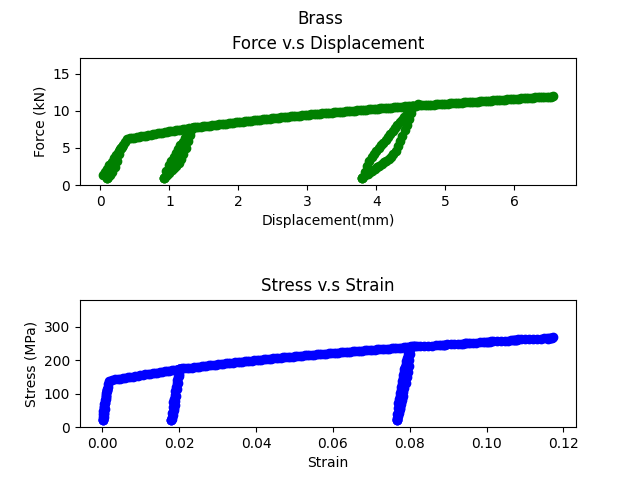 Brass
Force v.s Displacement
15
10
5
0
Force (kN)
0 1 2 3 4 5 6
Displacement(mm)
Stress v.s Strain
300
200
100
0
Stress (MPa)
0.00 0.02 0.04 0.06 0.08 0.10 0.12
Strain